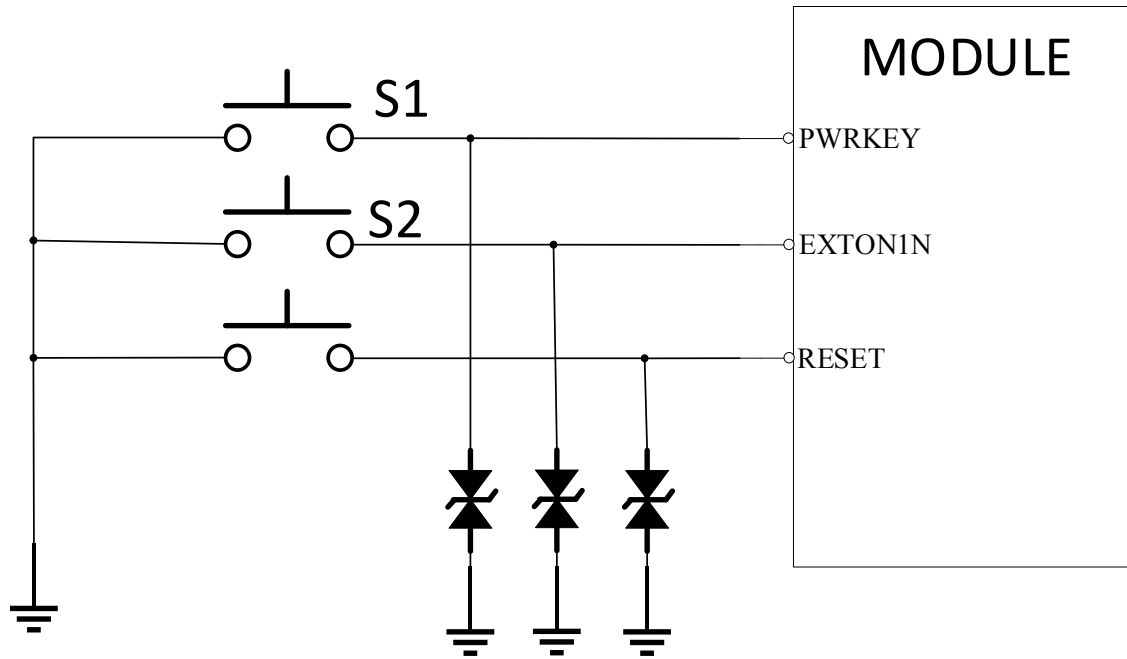 MODULE
S1
PWRKEY
S2
EXTON1N
RESET